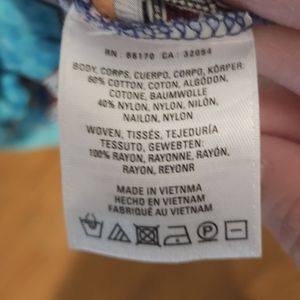 RN : 66170 CA : 32054
BODY, CORPS, CUERPO, CORPO, KÖRPER:
60% COTTON, COTON, ALGODÓN,
COTONE, BAUMWOLLE
40% NYLON, NYLON, NILÓN,
NAILON, NYLON
WOVEN, TISSÉS, TEJEDURÍA
TESSUTO, GEWEBTEN:
100% RAYON, RAYONNE, RAYÓN,
RAYON, REYONR
MADE IN VIETNMA
HECHO EN VIETNAM
FABRIQUÉ AU VIETNAM
P